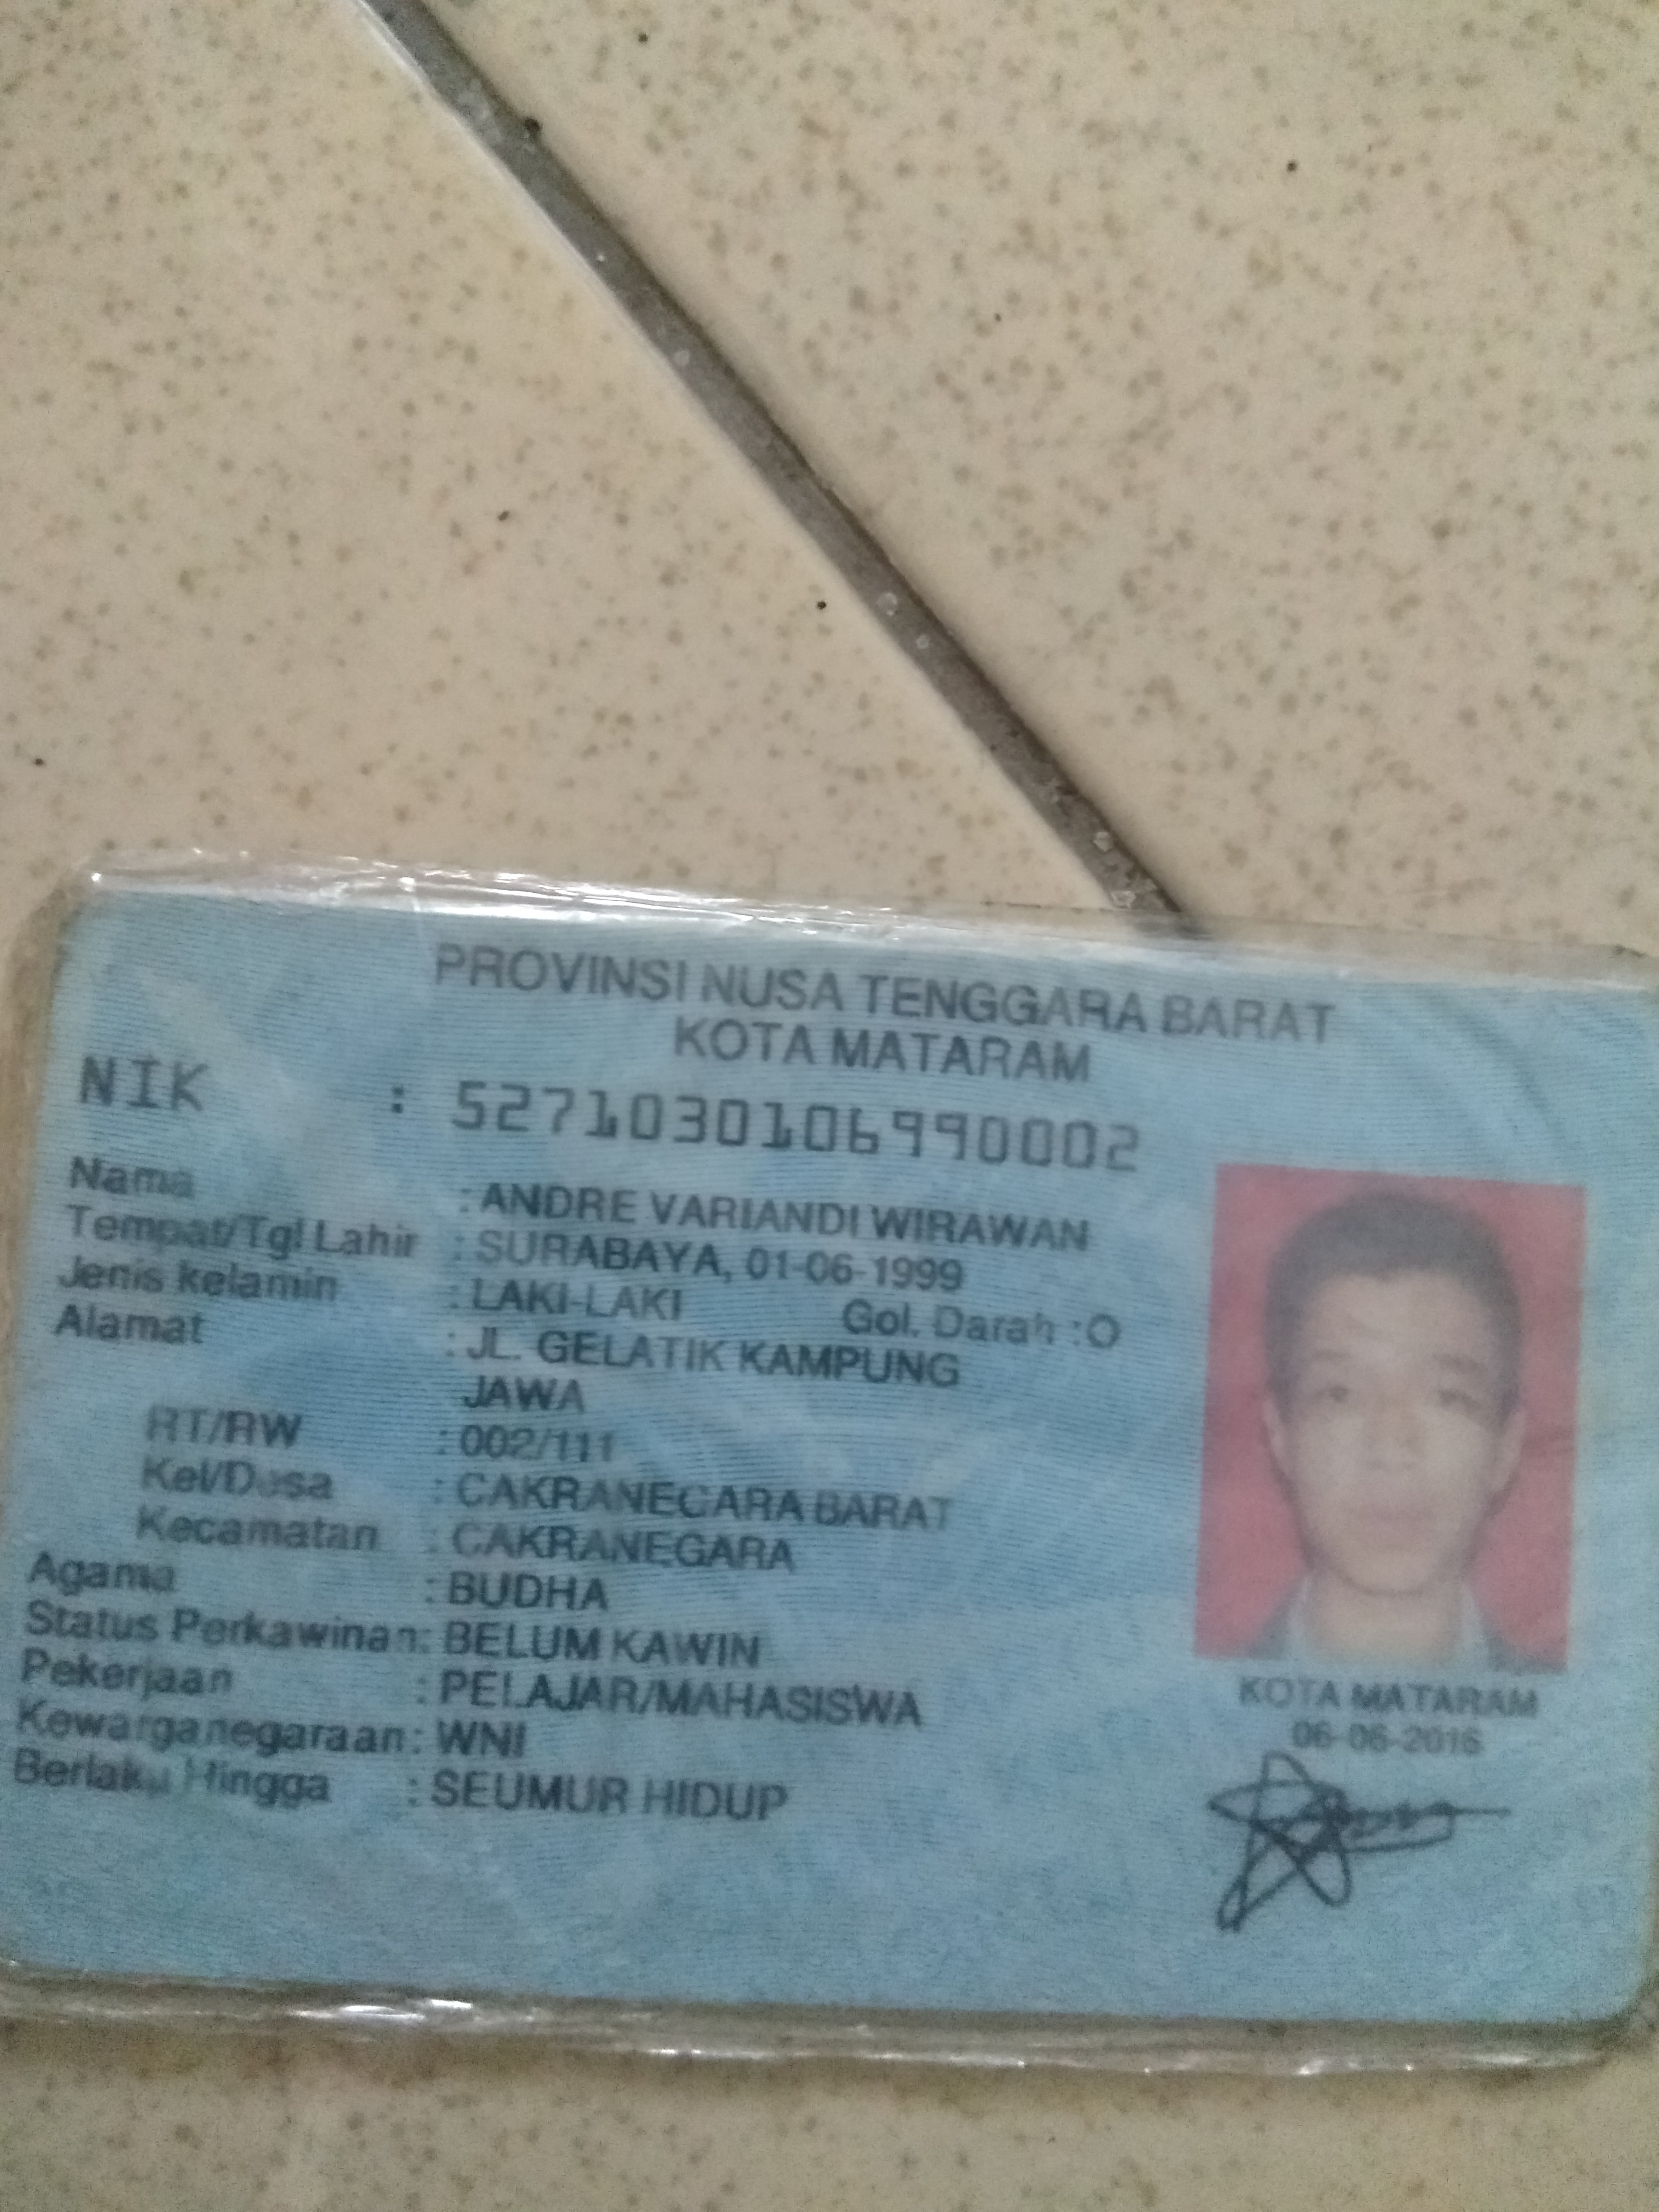 PROVINSI NUSA TENGGARA BARAT
KOTA MATARAM
NIK : 5271030106990002
Nama : ANDRE VARIANDI WIRAWAN
Tempat/Tgl Lahir : SURABAYA, 01-06-1999
Jenis kelamin : LAKI-LAKI Gol. Darah : O
Alamat : JL. GELATIK KAMPUNG
JAWA
RT/RW : 002/111
Kel/Desa : CAKRANEGARA BARAT
Kecamatan : CAKRANEGARA
Agama : BUDHA
Status Perkawinan: BELUM KAWIN
Pekerjaan : PELAJAR/MAHASISWA
Kewarganegaraan: WNI
Berlaku Hingga : SEUMUR HIDUP
KOTA MATARAM
06-06-2016